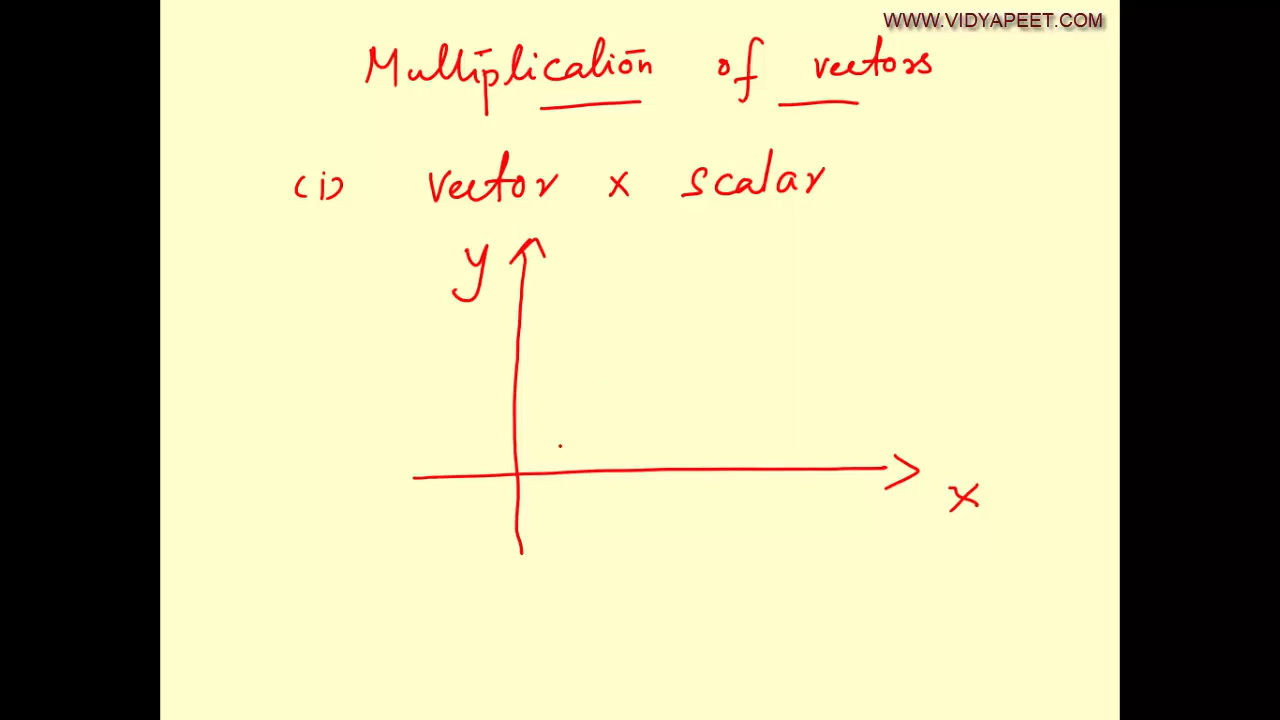 WWW.VIDYAPEET.COM
Multiplication of vectors
(i) vector x scalar
y
x